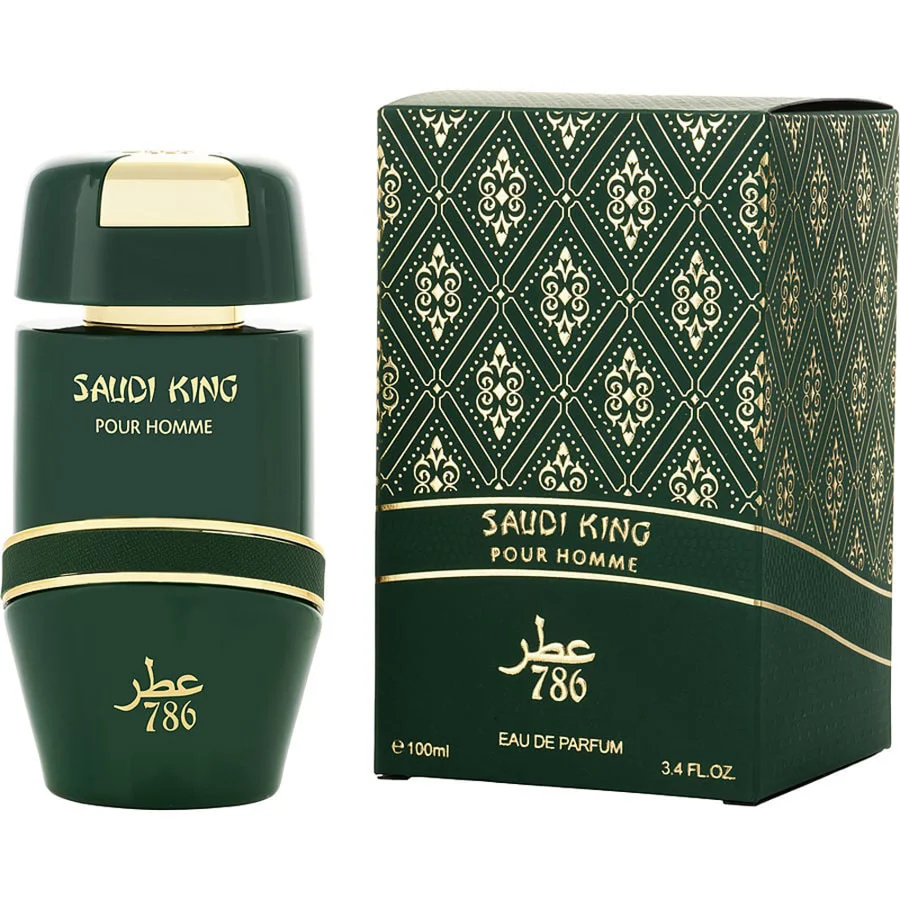 SAUDI KING
POUR HOMME
عطر
786
SAUDI KING
POUR HOMME
عطر
786
EAU DE PARFUM
e 100ml
3.4 FL.OZ.